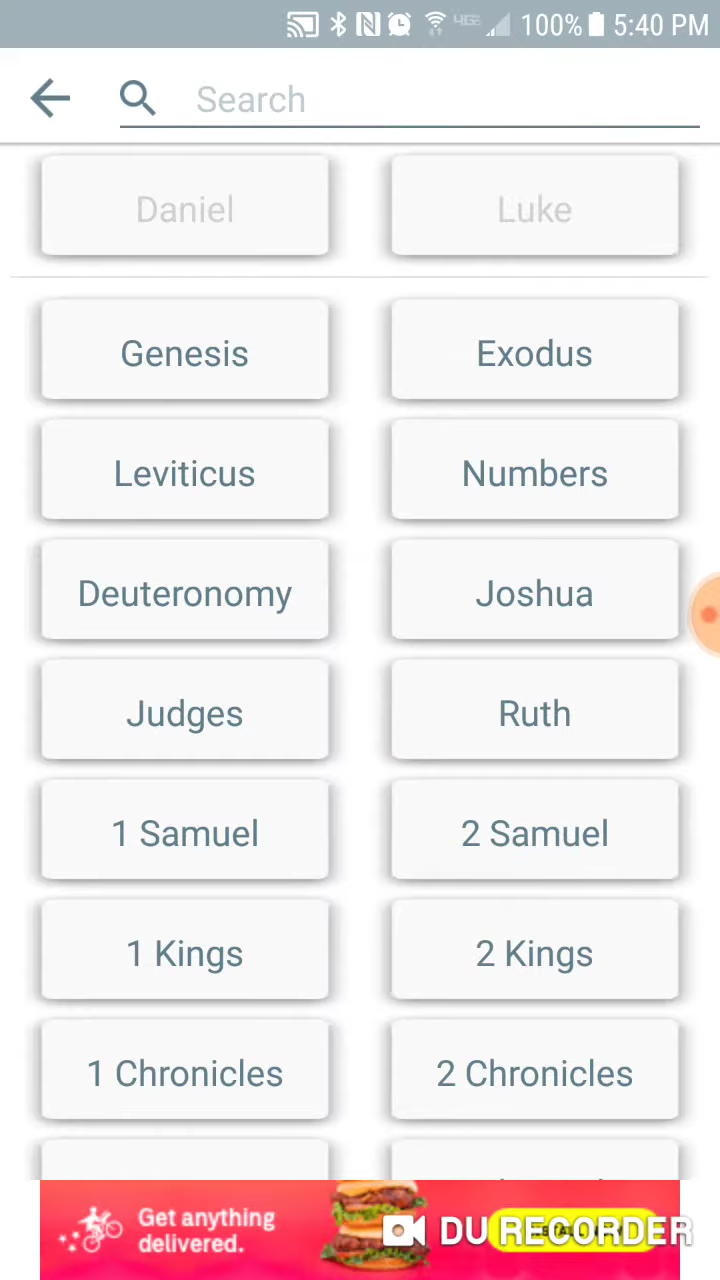 4G 100% 5:40 PM
Search
Daniel Luke
Genesis Exodus
Leviticus Numbers
Deuteronomy Joshua
Judges Ruth
1 Samuel 2 Samuel
1 Kings 2 Kings
1 Chronicles 2 Chronicles
Get anything
delivered.
DU RECORDER